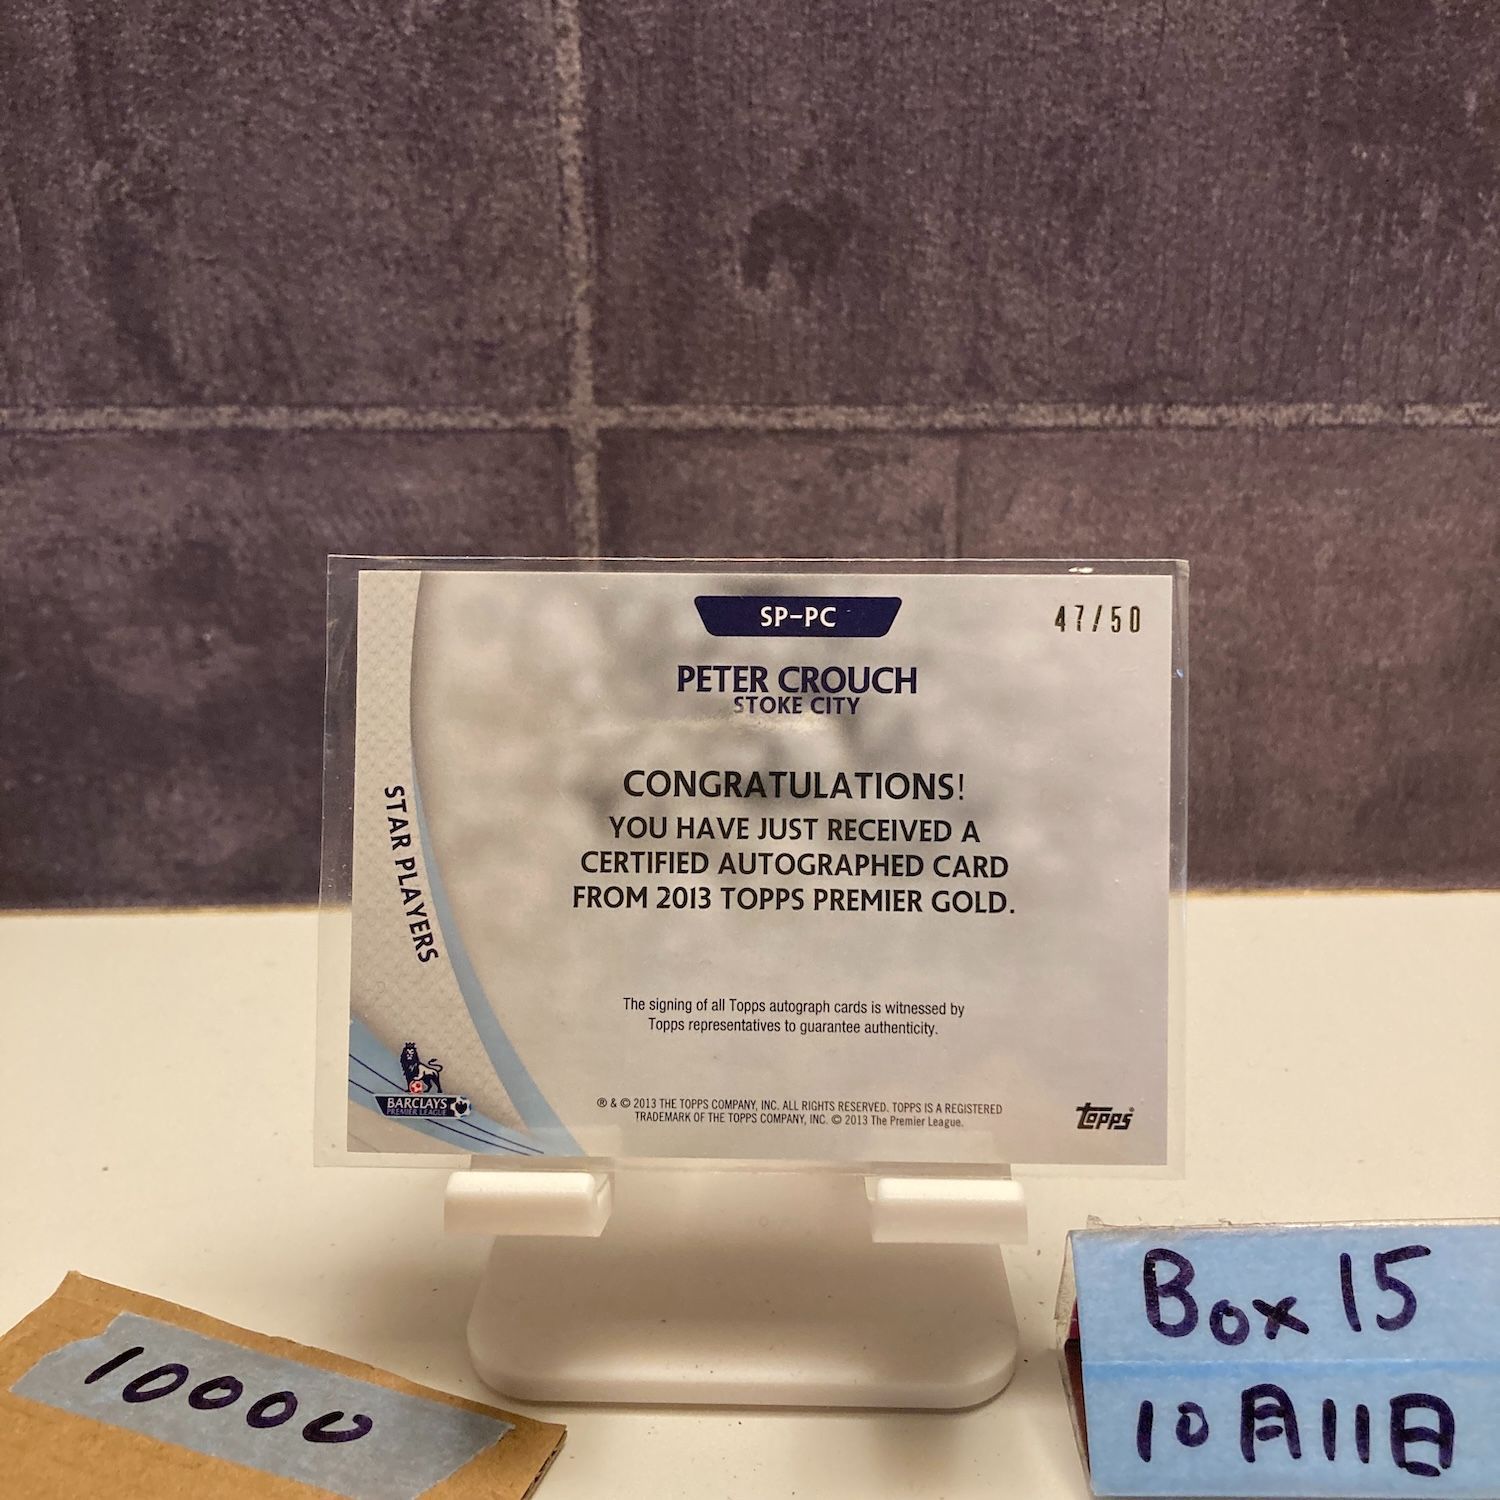 SP-PC
47/50
PETER CROUCH
STOKE CITY
CONGRATULATIONS!
YOU HAVE JUST RECEIVED A
CERTIFIED AUTOGRAPHED CARD
FROM 2013 TOPPS PREMIER GOLD.
STAR PLAYERS
The signing of all Topps autograph cards is witnessed by
Topps representatives to guarantee authenticity.
BARCLAYS
PREMIER LEAGUE
® & © 2013 THE TOPPS COMPANY, INC. ALL RIGHTS RESERVED. TOPPS IS A REGISTERED
TRADEMARK OF THE TOPPS COMPANY, INC. © 2013 The Premier League.
topps®
10000
Box 15
10月11日